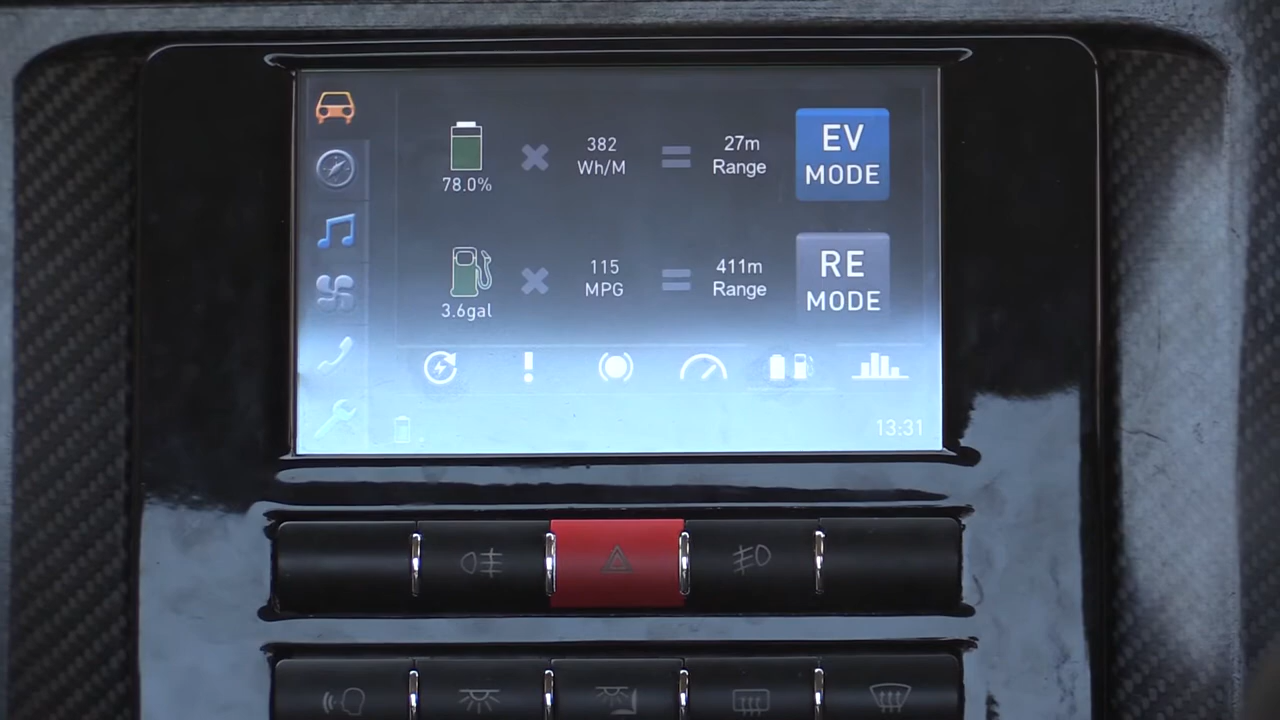 78.0%
382
Wh/M
27m
Range
EV
MODE
3.6gal
115
MPG
411m
Range
RE
MODE
13:31